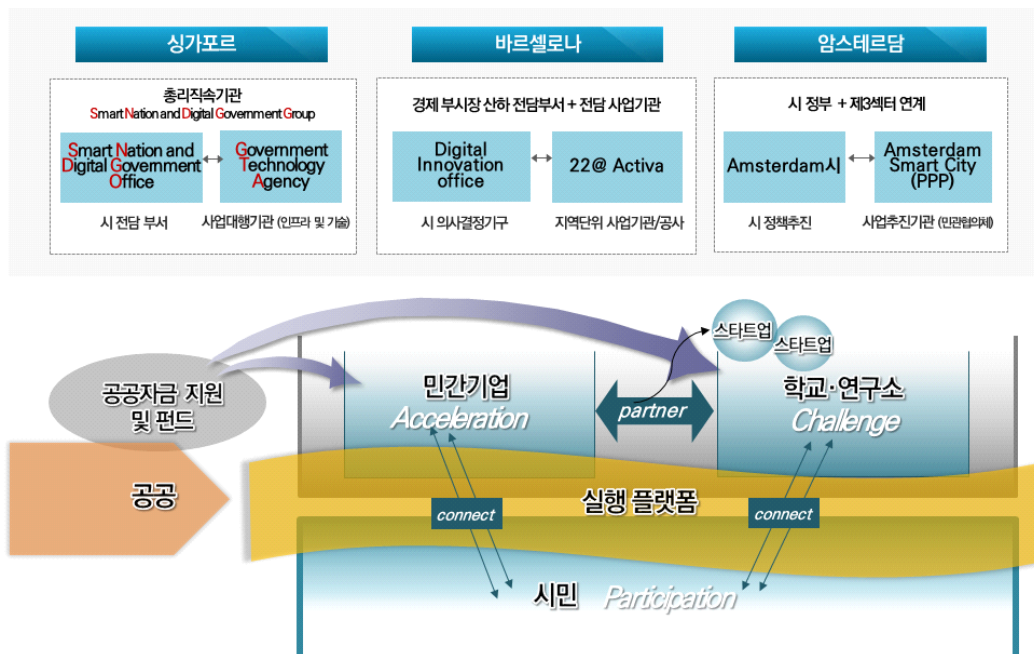 싱가포르
총리직속기관
Smart Nation and Digital Government Group
Smart Nation and
Digital Government
Office
Government
Technology
Agency
시 전담 부서
사업대행기관 (인프라 및 기술)
바르셀로나
경제 부시장 산하 전담부서 + 전담 사업기관
Digital
Innovation
office
22@ Activa
시 의사결정기구
지역단위 사업기관/공사
암스테르담
시 정부 + 제3섹터 연계
Amsterdam시
Amsterdam
Smart City
(PPP)
시 정책추진
사업추진기관 (민관협의체)
스타트업
스타트업
공공자금 지원
및 펀드
민간기업
Acceleration
partner
학교·연구소
Challenge
공공
실행 플랫폼
connect
connect
시민 Participation